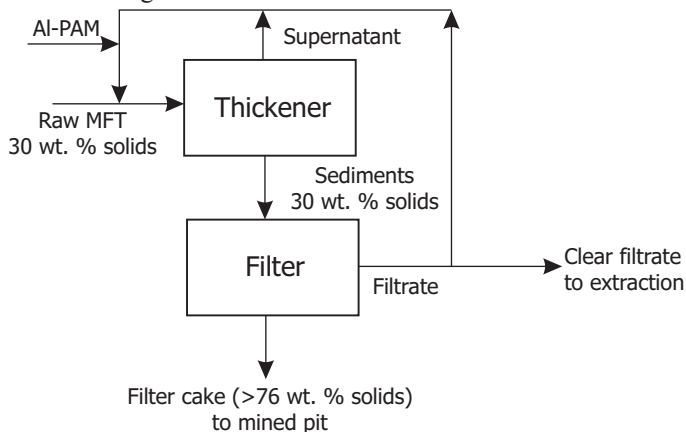 Al-PAM
Supernatant
Thickener
Raw MFT
30 wt. % solids
Sediments
30 wt. % solids
Filter
Filtrate
Clear filtrate
to extraction
Filter cake (>76 wt. % solids)
to mined pit